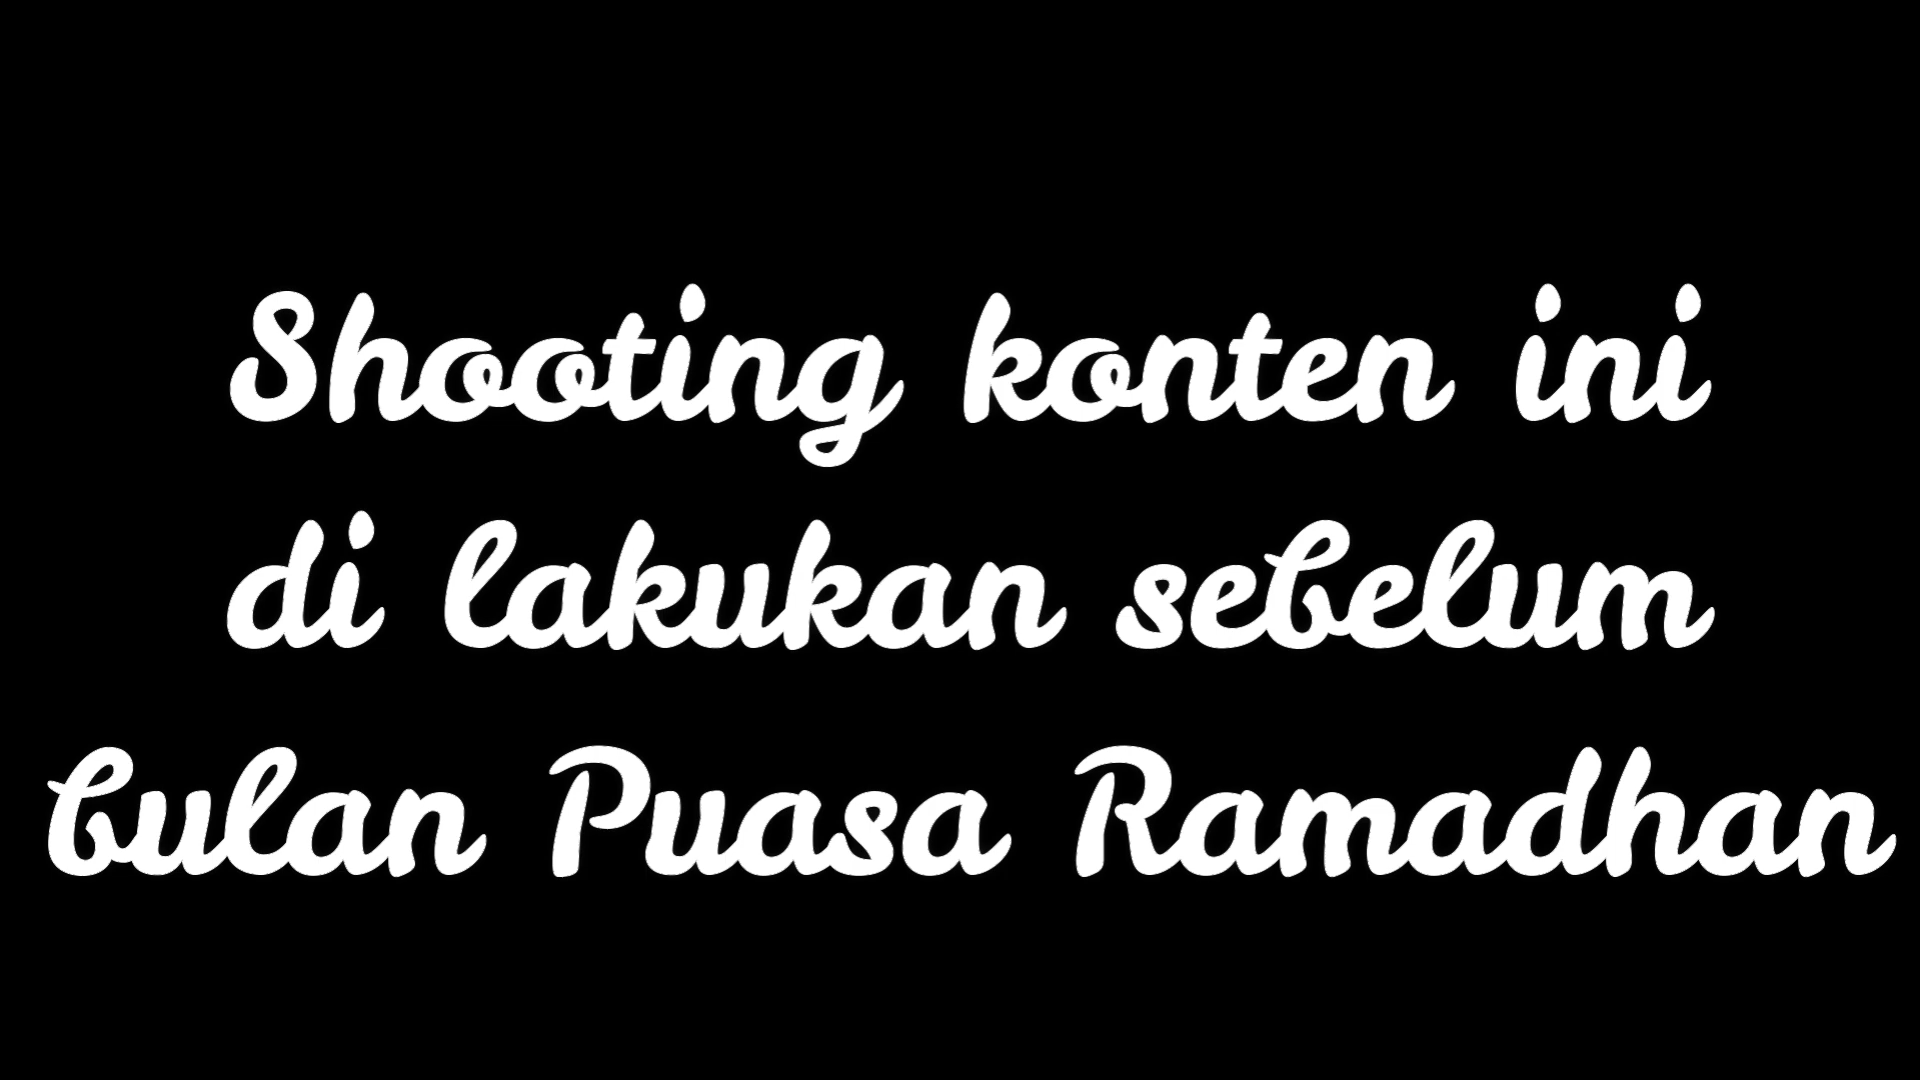 Shooting konten ini
di lakukan sebelum
bulan Puasa Ramadhan